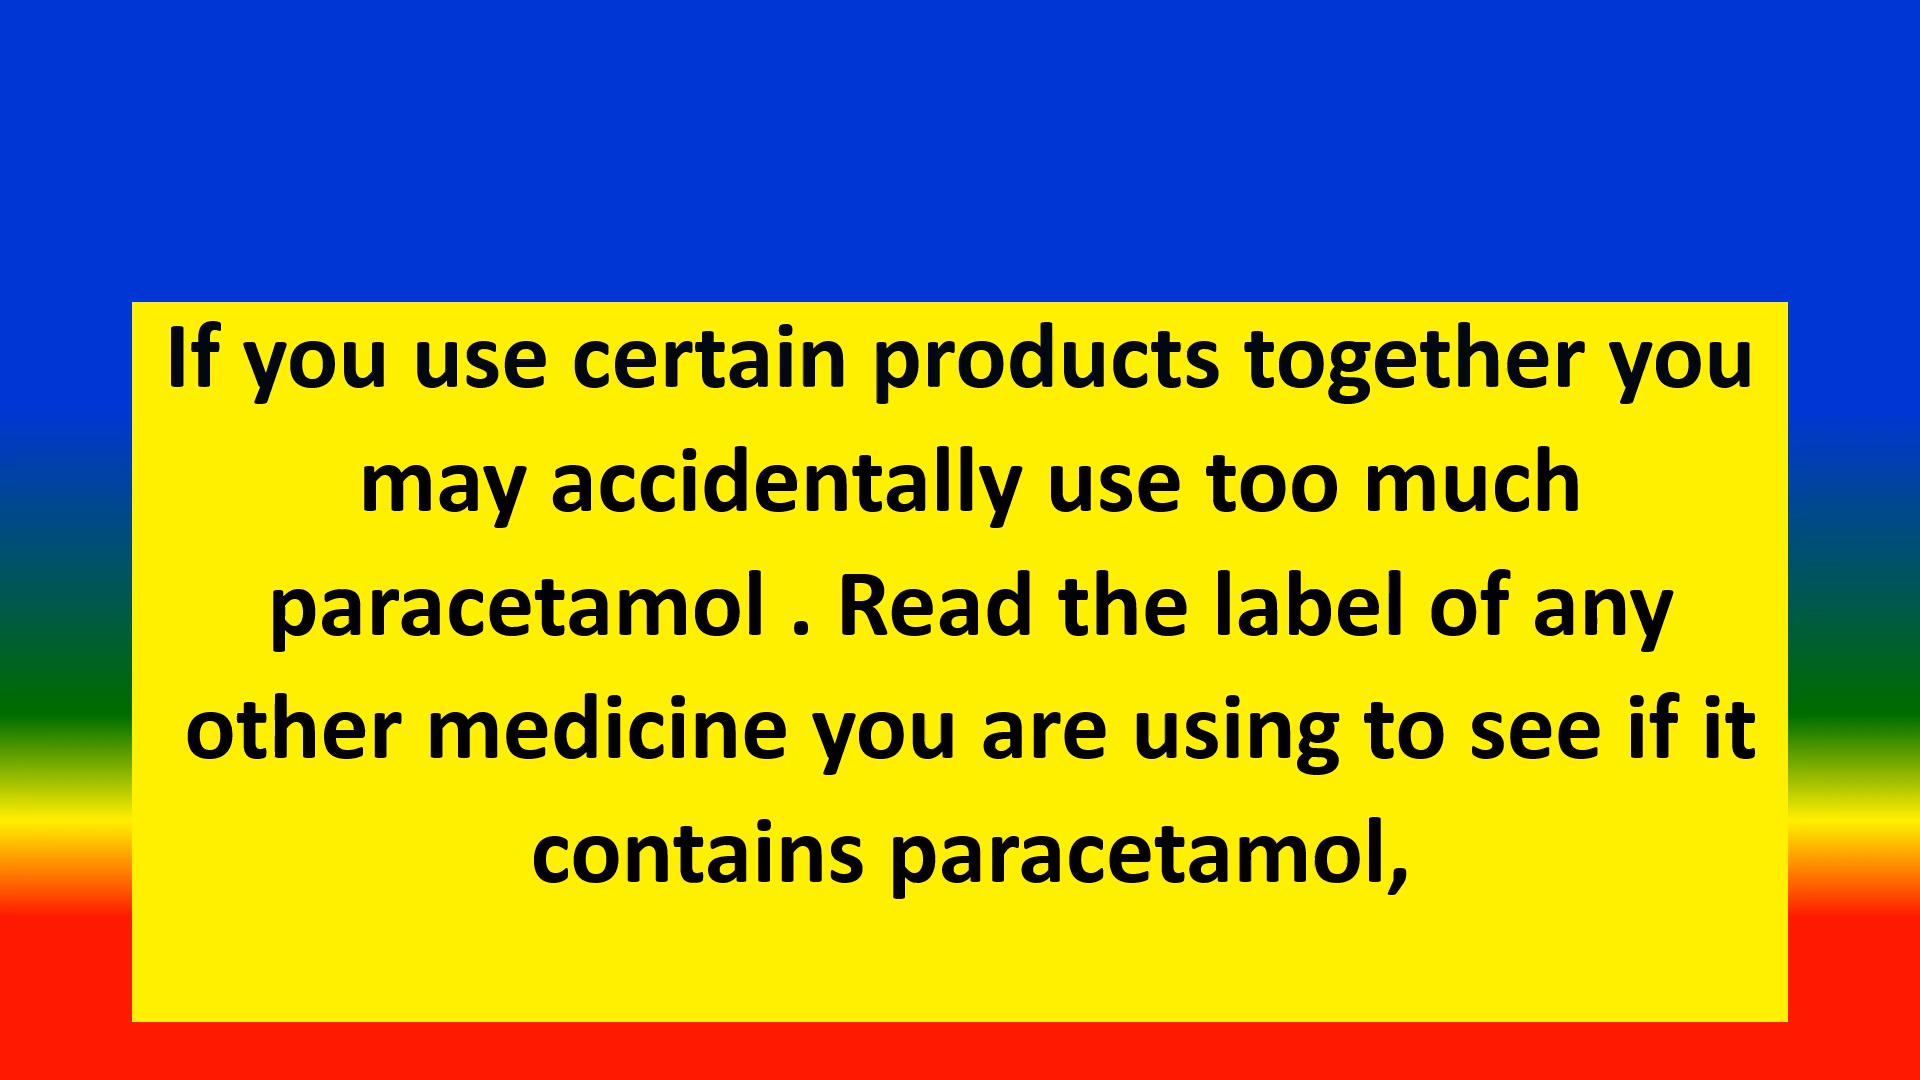 If you use certain products together you
may accidentally use too much
paracetamol . Read the label of any
other medicine you are using to see if it
contains paracetamol,